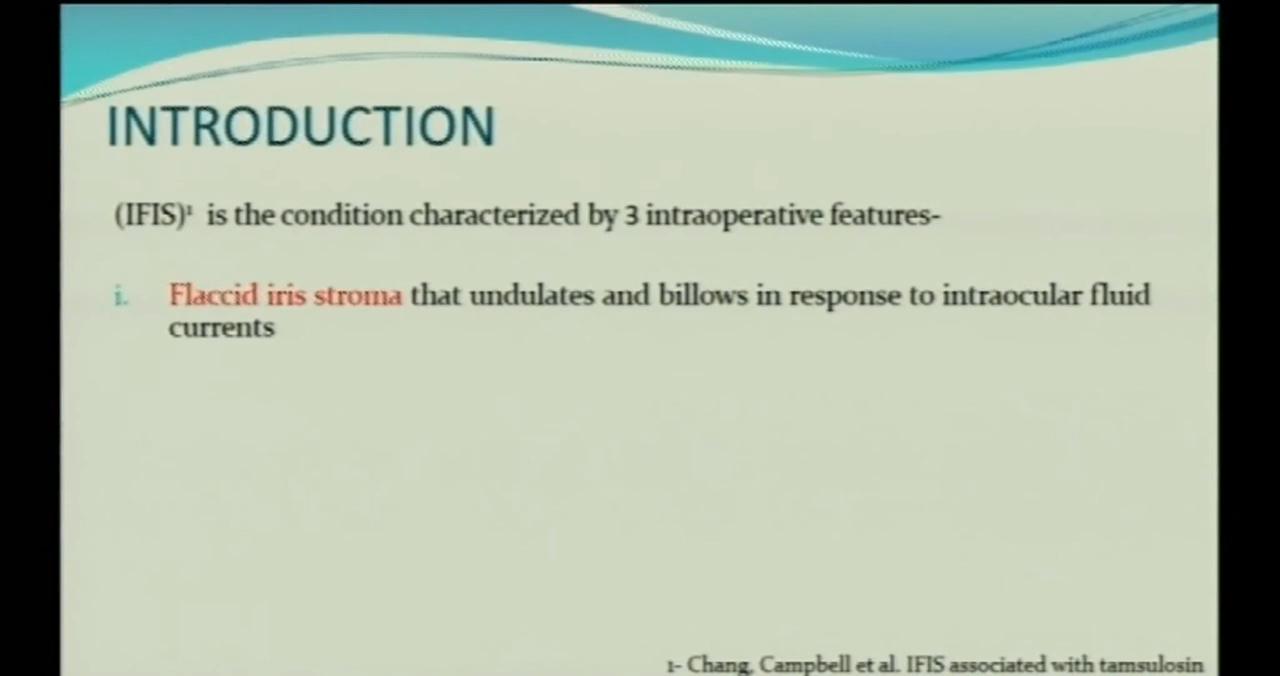 INTRODUCTION
(IFIS)¹ is the condition characterized by 3 intraoperative features-
i. Flaccid iris stroma that undulates and billows in response to intraocular fluid
currents
1- Chang, Campbell et al. IFIS associated with tamsulosin